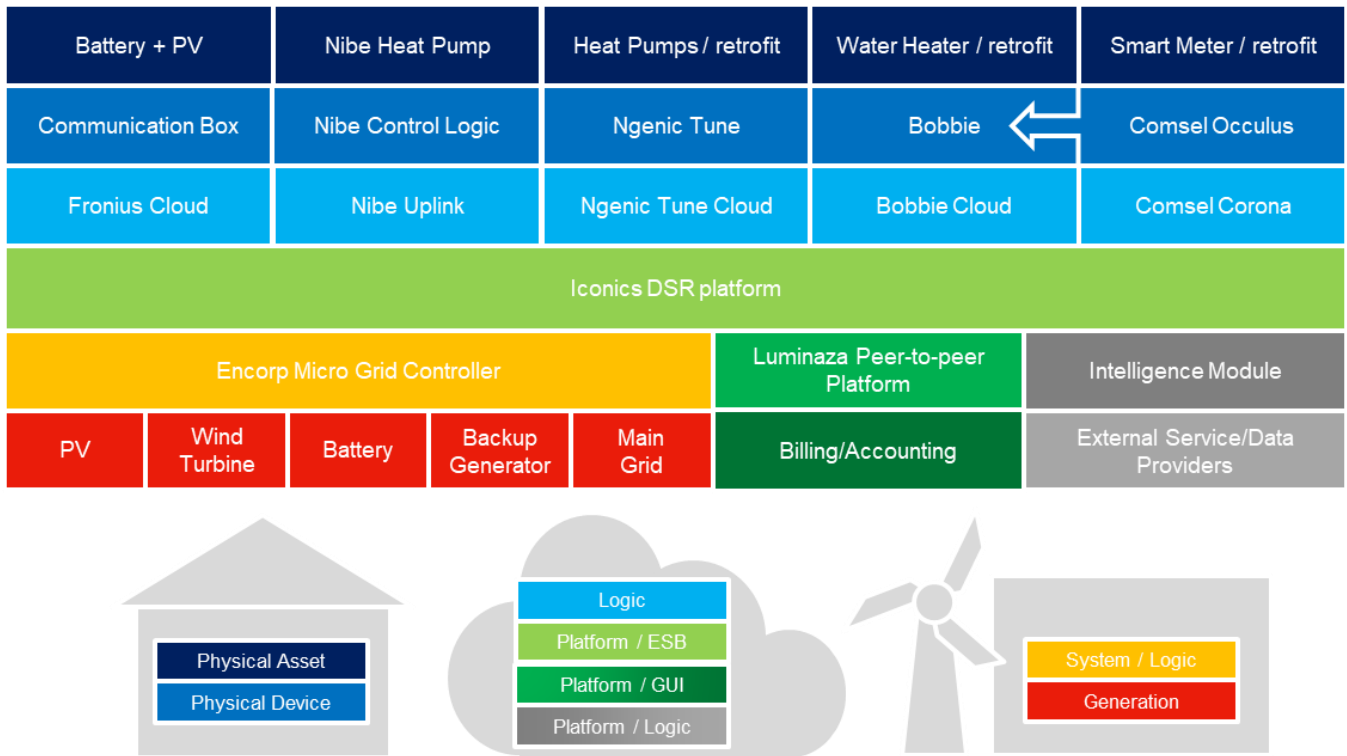 Battery + PV
Nibe Heat Pump
Heat Pumps / retrofit
Water Heater / retrofit
Smart Meter / retrofit
Communication Box
Nibe Control Logic
Ngenic Tune
Bobbie
Comsel Occulus
Fronius Cloud
Nibe Uplink
Ngenic Tune Cloud
Bobbie Cloud
Comsel Corona
Iconics DSR platform
Encorp Micro Grid Controller
Luminaza Peer-to-peer
Platform
Intelligence Module
PV
Wind
Turbine
Battery
Backup
Generator
Main
Grid
Billing/Accounting
External Service/Data
Providers
Physical Asset
Physical Device
Logic
Platform / ESB
Platform / GUI
Platform / Logic
System / Logic
Generation